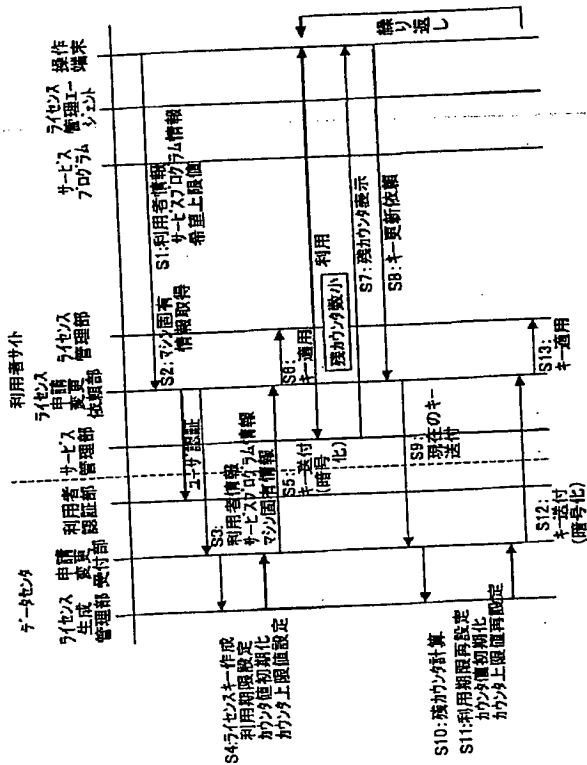 データセンタ
利用者サイト
ライセンス
生成
管理部
申請
変更
受付部
利用者
認証部
サービス
管理部
ライセンス
申請
変更
依頼部
ライセンス
管理部
サービス
プログラム
ライセンス
管理エー
ジェント
操作
端末
S1:利用者情報
サービスプログラム情報
希望上限値
S2:マシン固有
情報取得
ユーザ認証
S3:
利用者情報
サービスプログラム情報
マシン固有情報
S4:ライセンスキー作成
利用期限設定
カウンタ値初期化
カウンタ上限値設定
S5:
キー送付
(暗号
化)
S6:
キー適用
利用
残カウンタ数小
S7:残カウンタ表示
S8:キー更新依頼
繰り返し
S9:
現在のキー
送付
S10:残カウンタ計算
S11:利用期限再設定
カウンタ値初期化
カウンタ上限値再設定
S12:
キー送付
(暗号化)
S13:
キー適用